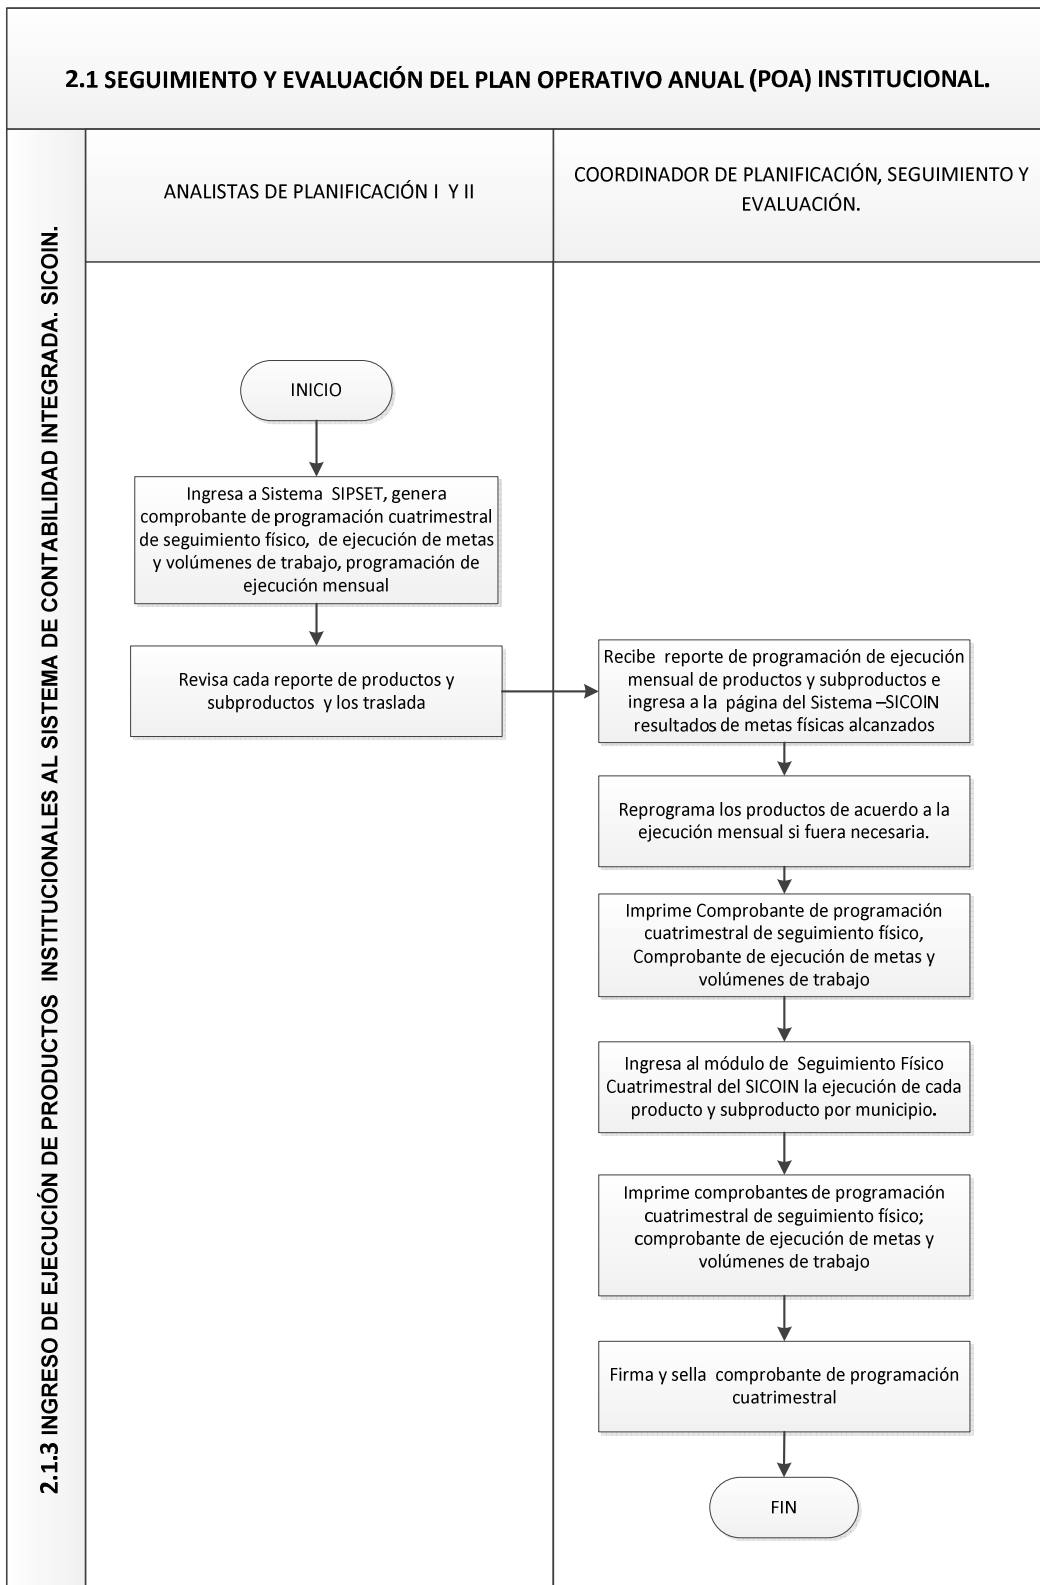 2.1 SEGUIMIENTO Y EVALUACIÓN DEL PLAN OPERATIVO ANUAL (POA) INSTITUCIONAL.
2.1.3 INGRESO DE EJECUCIÓN DE PRODUCTOS INSTITUCIONALES AL SISTEMA DE CONTABILIDAD INTEGRADA. SICOIN.
ANALISTAS DE PLANIFICACIÓN I Y II
COORDINADOR DE PLANIFICACIÓN, SEGUIMIENTO Y
EVALUACIÓN.
INICIO
Ingresa a Sistema SIPSET, genera
comprobante de programación cuatrimestral
de seguimiento físico, de ejecución de metas
y volúmenes de trabajo, programación de
ejecución mensual
Revisa cada reporte de productos y
subproductos y los traslada
Recibe reporte de programación de ejecución
mensual de productos y subproductos e
ingresa a la página del Sistema –SICOIN
resultados de metas físicas alcanzados
Reprograma los productos de acuerdo a la
ejecución mensual si fuera necesaria.
Imprime Comprobante de programación
cuatrimestral de seguimiento físico,
Comprobante de ejecución de metas y
volúmenes de trabajo
Ingresa al módulo de Seguimiento Físico
Cuatrimestral del SICOIN la ejecución de cada
producto y subproducto por municipio.
Imprime comprobantes de programación
cuatrimestral de seguimiento físico;
comprobante de ejecución de metas y
volúmenes de trabajo
Firma y sella comprobante de programación
cuatrimestral
FIN